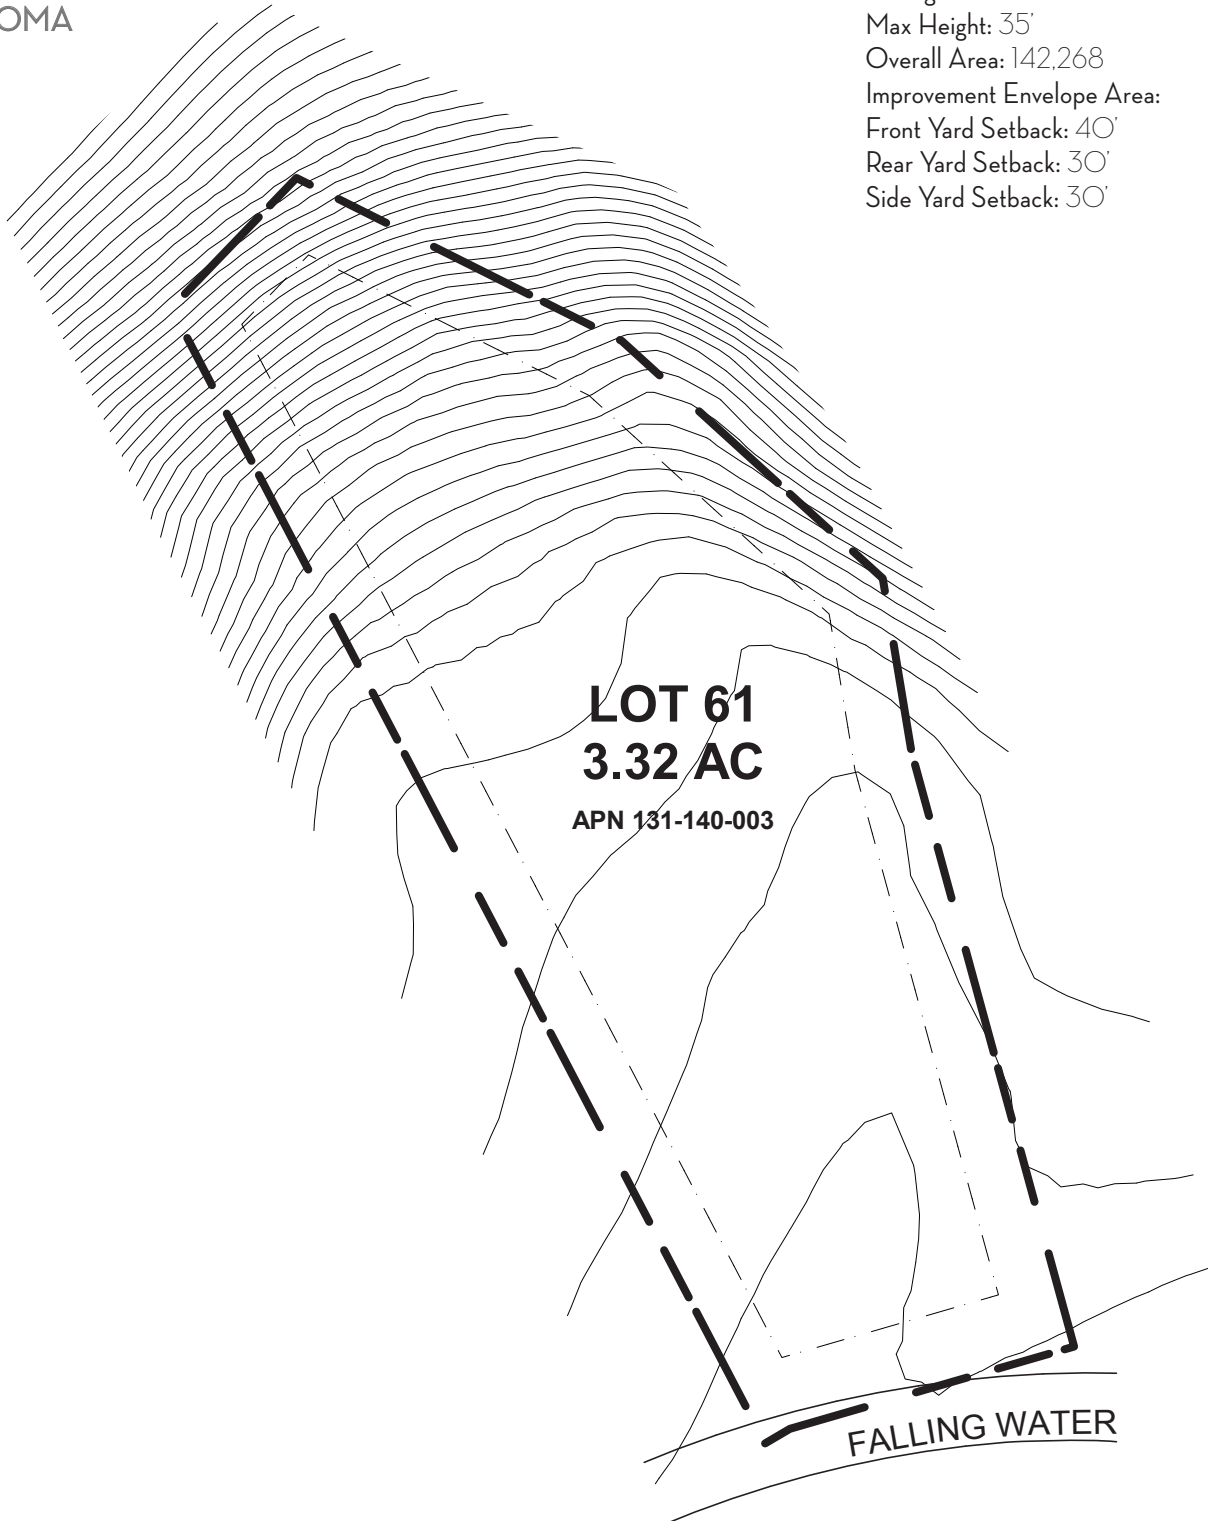 OMA
Max Height: 35'
Overall Area: 142,268
Improvement Envelope Area:
Front Yard Setback: 40'
Rear Yard Setback: 30'
Side Yard Setback: 30'
LOT 61
3.32 AC
APN 131-140-003
FALLING WATER